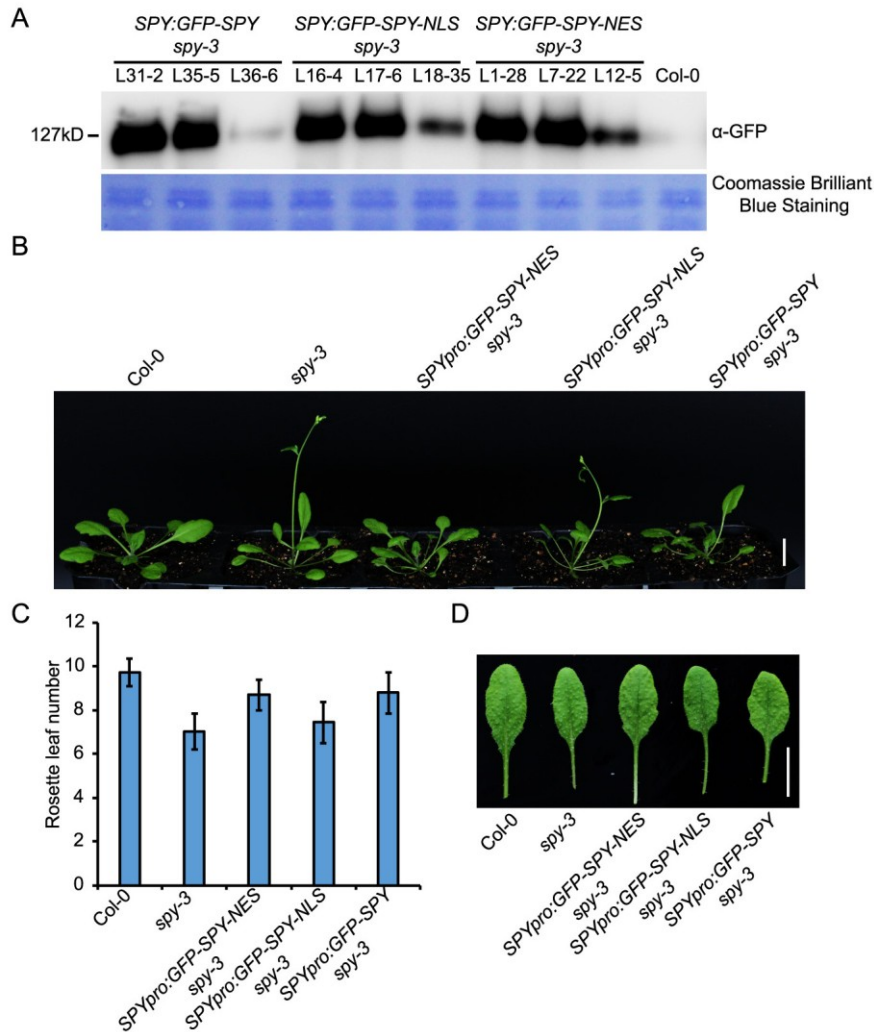 A
SPY:GFP-SPY SPY:GFP-SPY-NLS SPY:GFP-SPY-NES
spy-3 spy-3 spy-3
L31-2 L35-5 L36-6 L16-4 L17-6 L18-35 L1-28 L7-22 L12-5 Col-0
127kD
α-GFP
Coomassie Brilliant
Blue Staining
B
Col-0
spy-3
SPYpro:GFP-SPY-NES
spy-3
SPYpro:GFP-SPY-NLS
spy-3
SPYpro:GFP-SPY
spy-3
C
Rosette leaf number
12
10
8
6
4
2
0
Col-0
spy-3
SPYpro:GFP-SPY-NES
spy-3
SPYpro:GFP-SPY-NLS
spy-3
SPYpro:GFP-SPY
spy-3
D
Col-0
spy-3
SPYpro:GFP-SPY-NES
spy-3
SPYpro:GFP-SPY-NLS
spy-3
SPYpro:GFP-SPY
spy-3